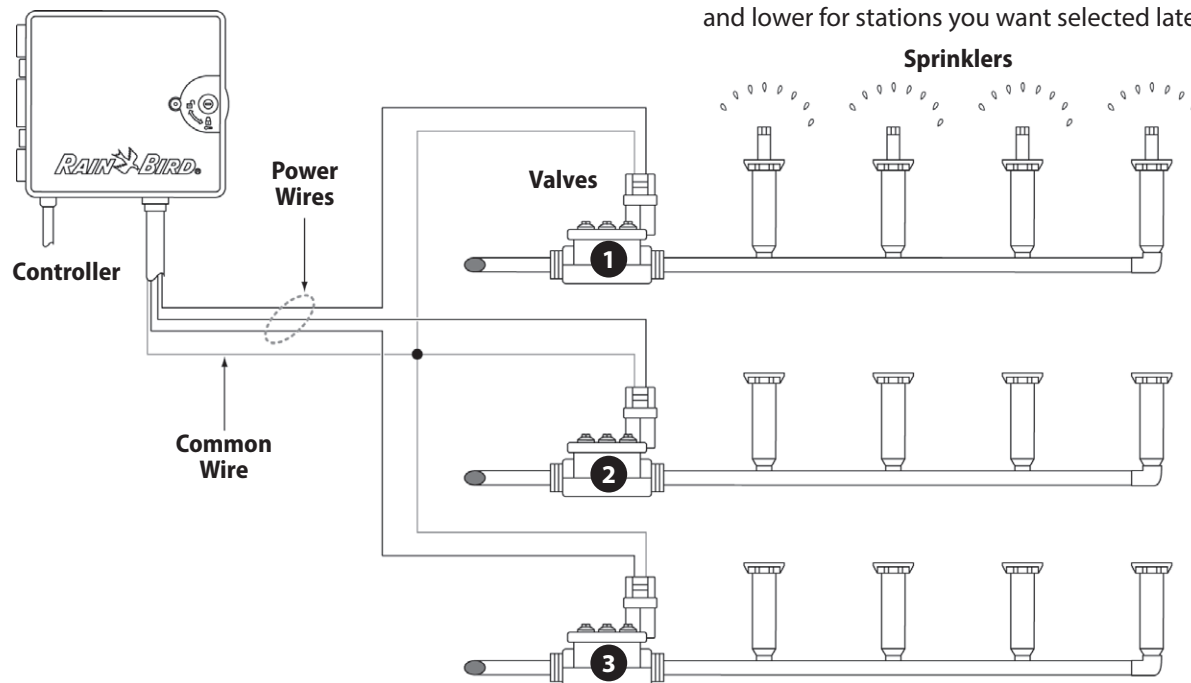 and lower for stations you want selected late
Sprinklers
RAIN BIRD®
Power
Wires
Valves
1
Controller
Common
Wire
2
3